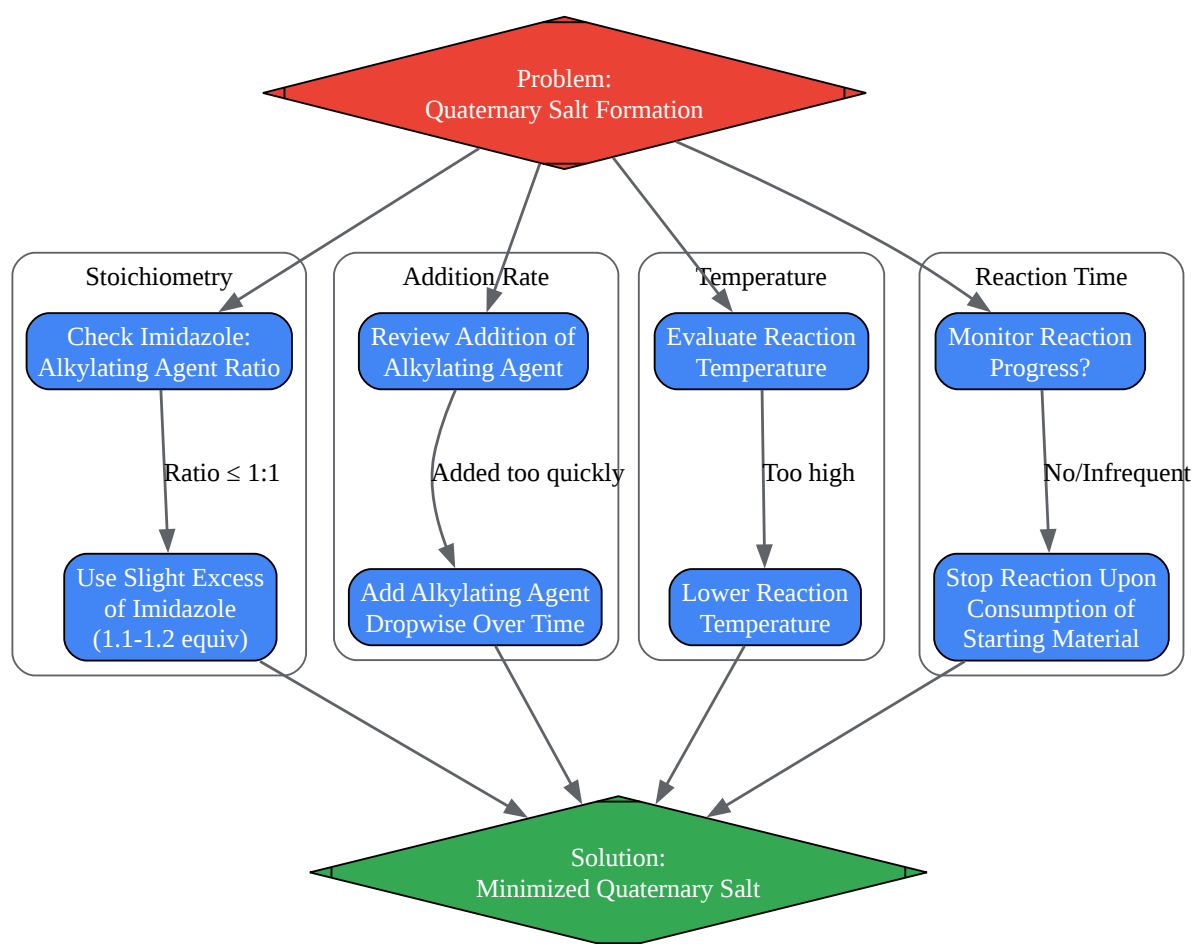 Problem:
Quaternary Salt Formation
Stoichiometry
Addition Rate
Temperature
Reaction Time
Check Imidazole:
Alkylating Agent Ratio
Review Addition of
Alkylating Agent
Evaluate Reaction
Temperature
Monitor Reaction
Progress?
Ratio ≤ 1:1
Added too quickly
Too high
No/Infrequent
Use Slight Excess
of Imidazole
(1.1-1.2 equiv)
Add Alkylating Agent
Dropwise Over Time
Lower Reaction
Temperature
Stop Reaction Upon
Consumption of
Starting Material
Solution:
Minimized Quaternary Salt